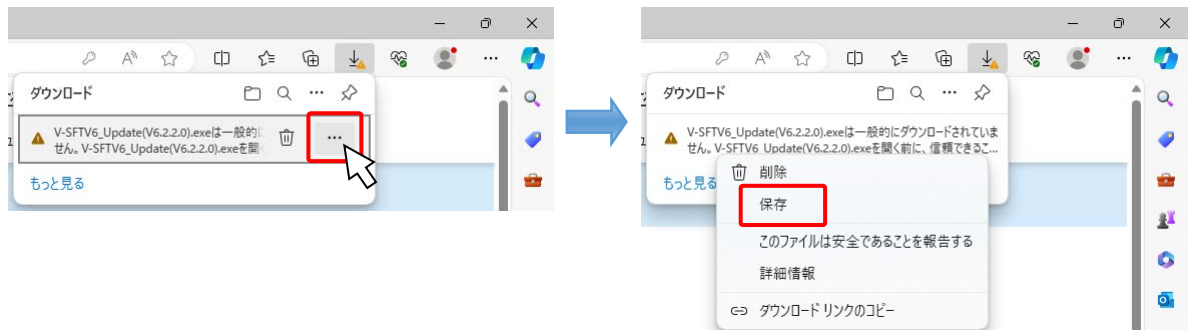 ダウンロード
V-SFTV6_Update(V6.2.2.0).exeは一般的に
せん。V-SFTV6_Update(V6.2.2.0).exeを開
もっと見る
ダウンロード
V-SFTV6_Update(V6.2.2.0).exeは一般的にダウンロードされていま
せん。V-SFTV6_Update(V6.2.2.0).exeを開く前に、信頼できるこ...
もっと見る
削除
保存
このファイルは安全であることを報告する
詳細情報
ダウンロード リンクのコピー